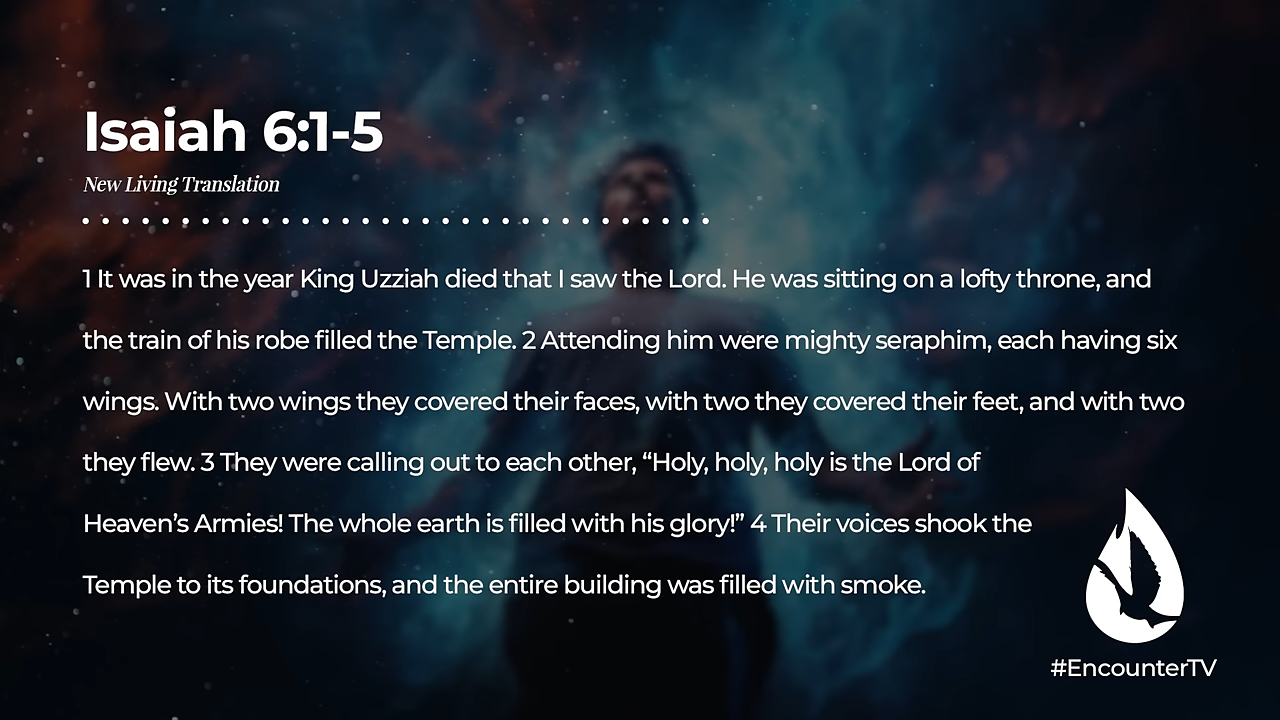 Isaiah 6:1-5
New Living Translation
1 It was in the year King Uzziah died that I saw the Lord. He was sitting on a lofty throne, and
the train of his robe filled the Temple. 2 Attending him were mighty seraphim, each having six
wings. With two wings they covered their faces, with two they covered their feet, and with two
they flew. 3 They were calling out to each other, “Holy, holy, holy is the Lord of
Heaven’s Armies! The whole earth is filled with his glory!” 4 Their voices shook the
Temple to its foundations, and the entire building was filled with smoke.
#EncounterTV